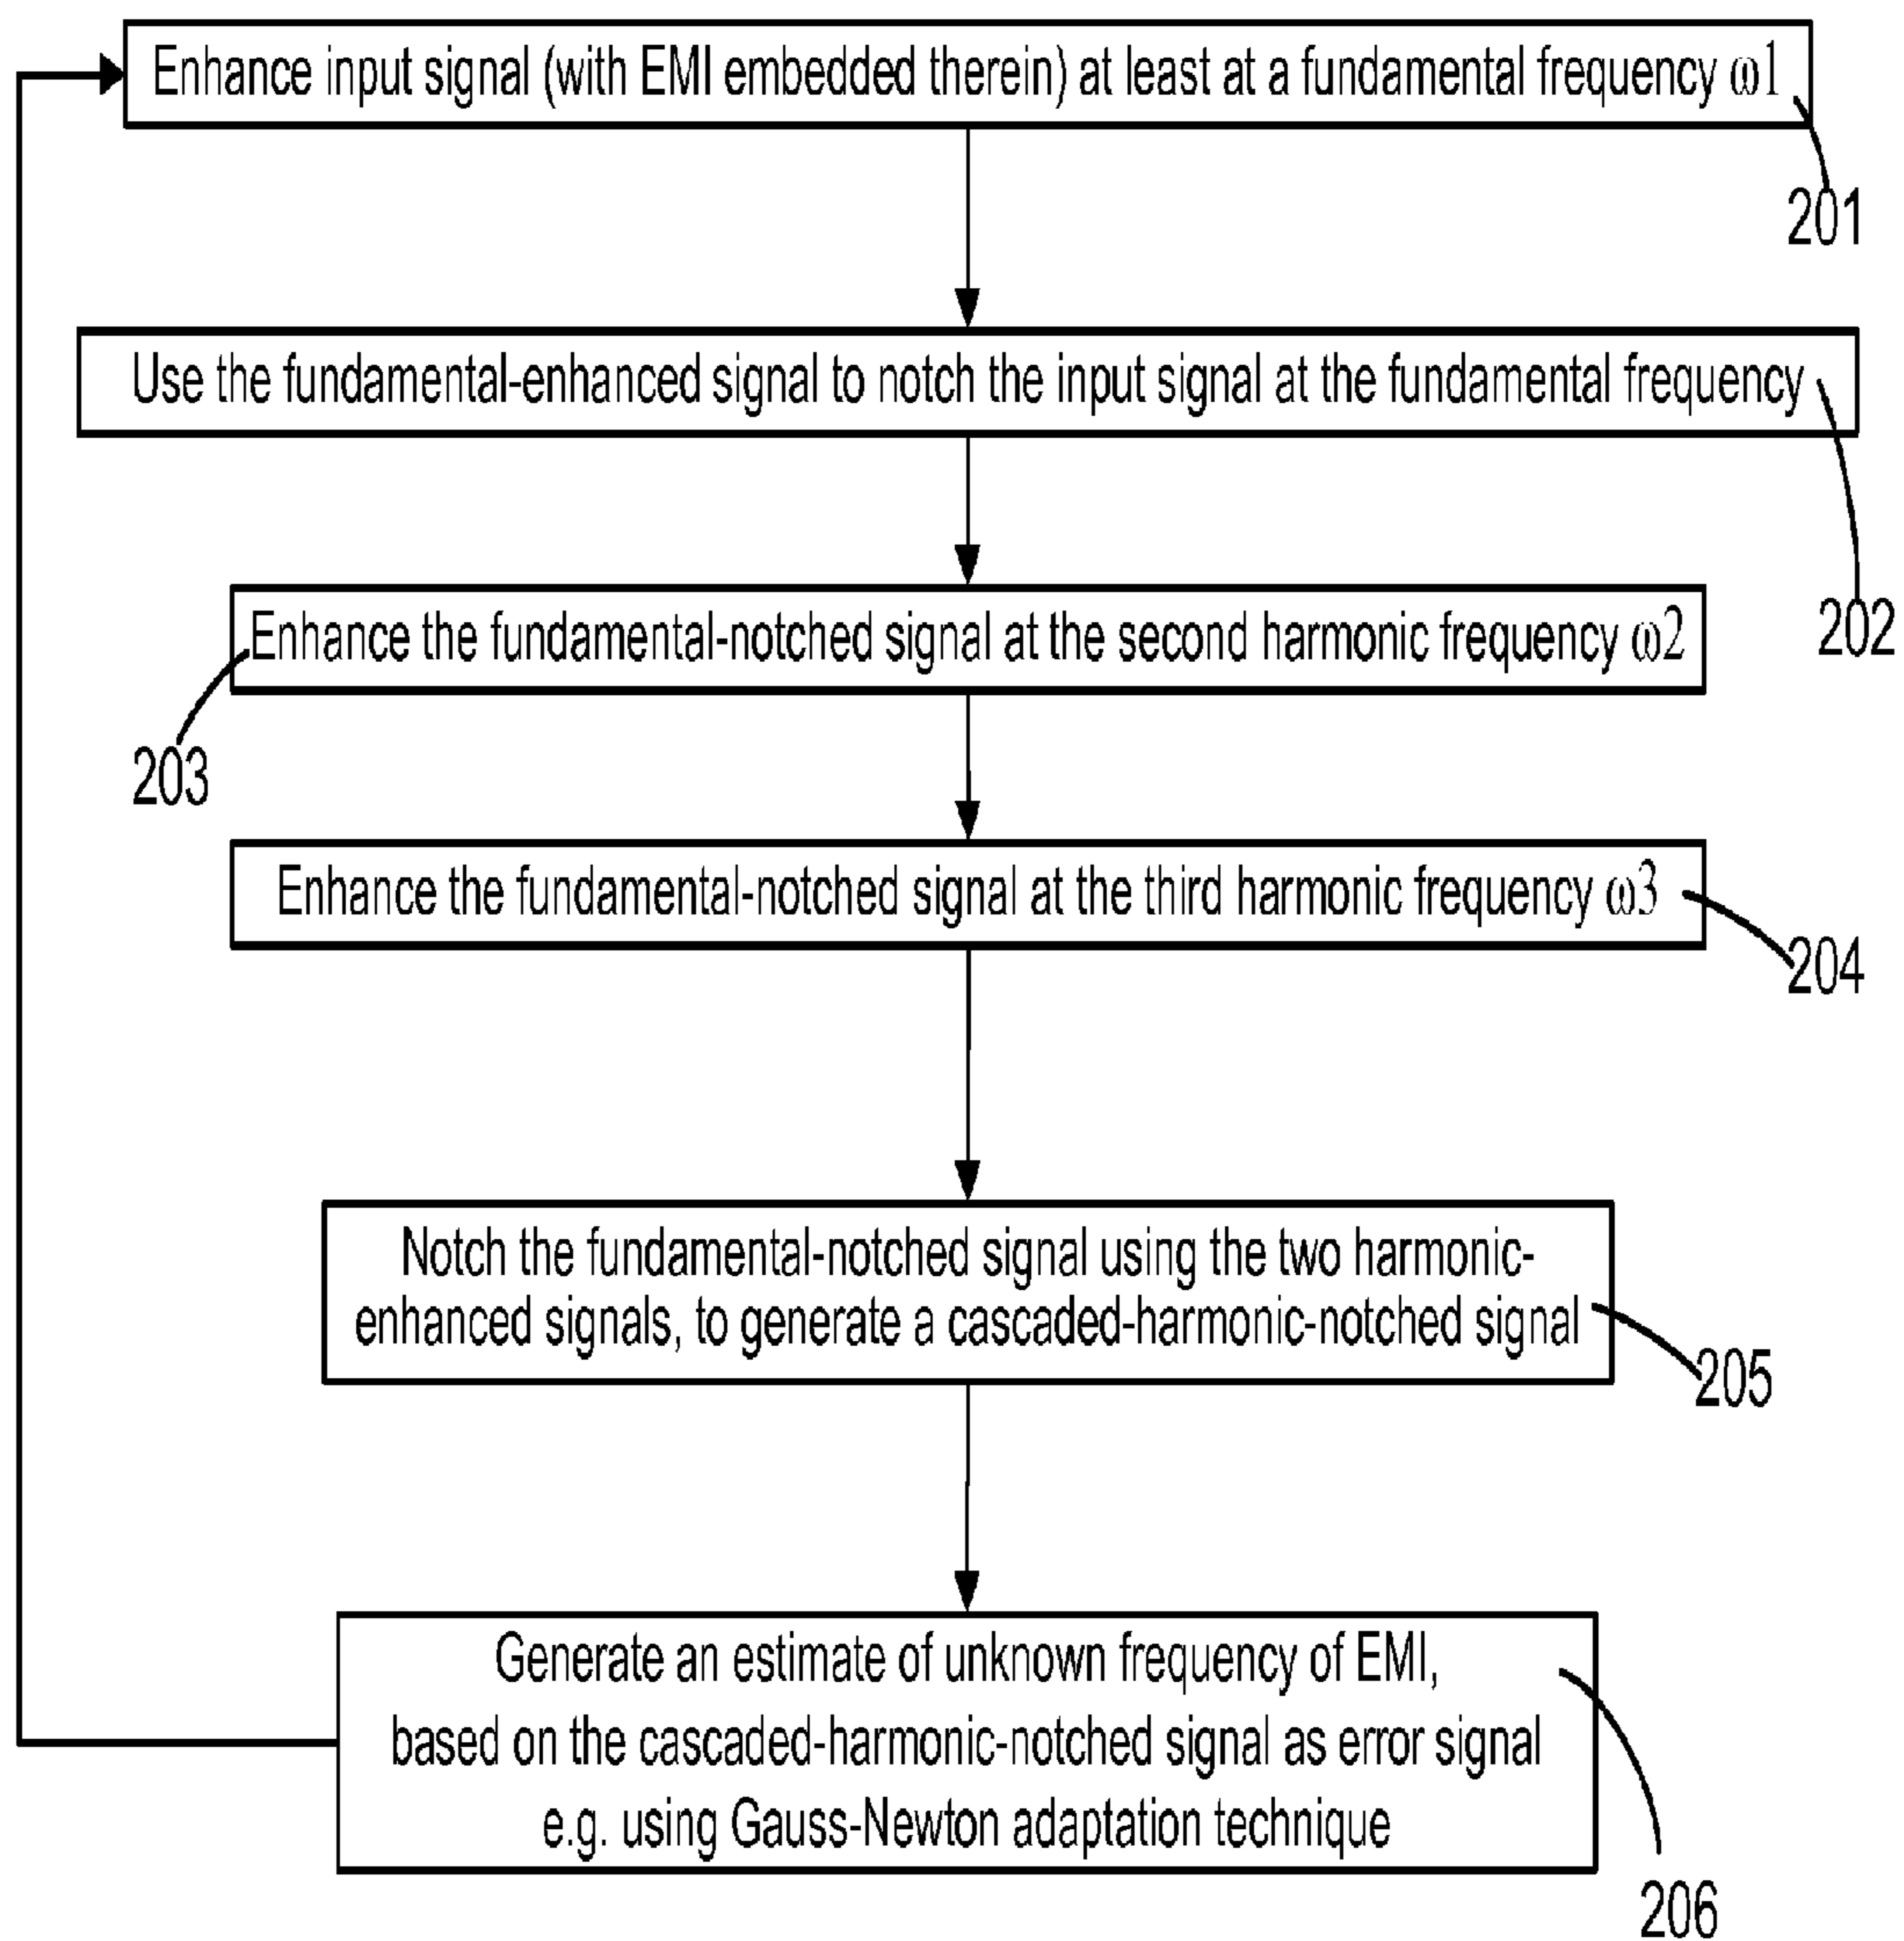 Enhance input signal (with EMI embedded therein) at least at a fundamental frequency ω1
201
Use the fundamental-enhanced signal to notch the input signal at the fundamental frequency
202
Enhance the fundamental-notched signal at the second harmonic frequency ω2
203
Enhance the fundamental-notched signal at the third harmonic frequency ω3
204
Notch the fundamental-notched signal using the two harmonic-
enhanced signals, to generate a cascaded-harmonic-notched signal
205
Generate an estimate of unknown frequency of EMI,
based on the cascaded-harmonic-notched signal as error signal
e.g. using Gauss-Newton adaptation technique
206